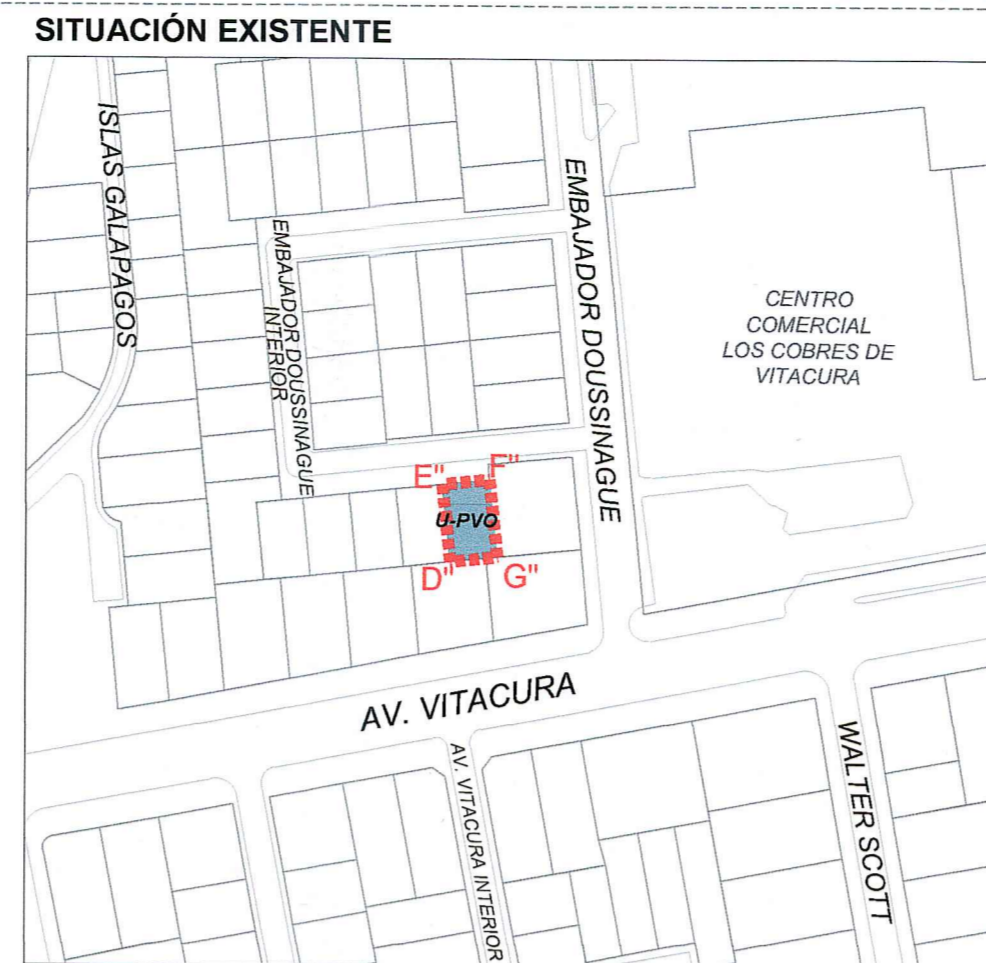 SITUACIÓN EXISTENTE
ISLAS GALAPAGOS
EMBAJADOR DOUSSINAGUE
INTERIOR
EMBAJADOR DOUSSINAGUE
CENTRO
COMERCIAL
LOS COBRES DE
VITACURA
E"
F"
U-PVO
D"
G"
AV. VITACURA
AV. VITACURA INTERIOR
WALTER SCOTT